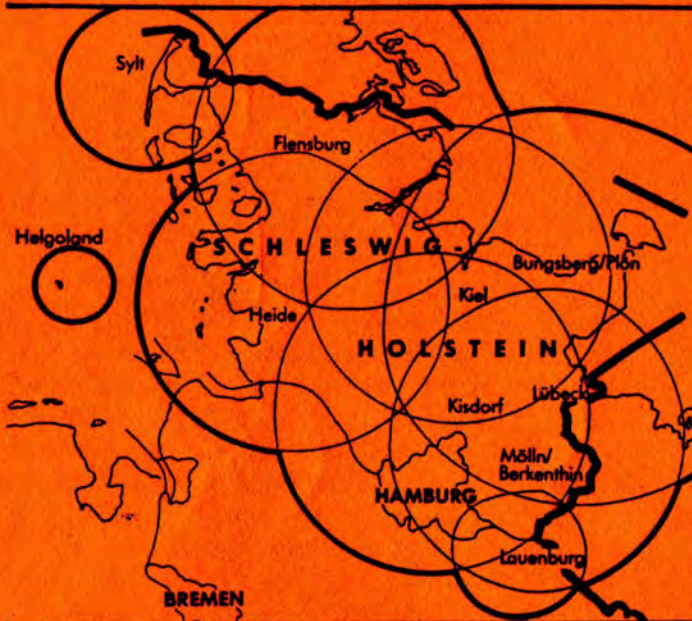 Sylt
Flensburg
Helgoland
SCHLESWIG-
Bungsberg/Plön
Heide
Kiel
HOLSTEIN
Lübeck
Kisdorf
Mölln/
Berkenthin
HAMBURG
Lauenburg
BREMEN